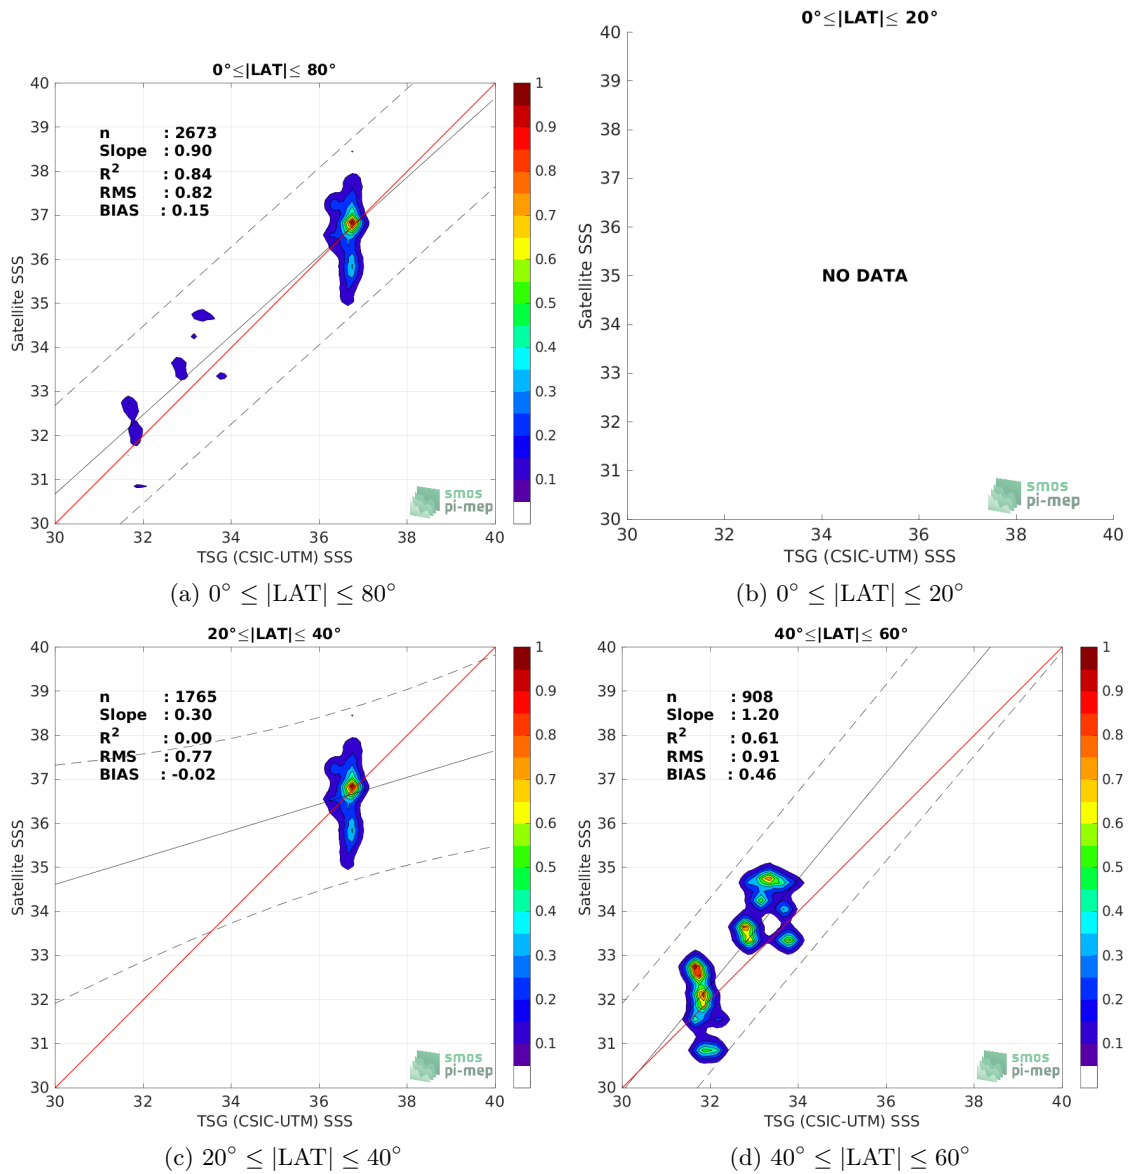 0°≤|LAT|≤ 80°
40
39
38
37
36
35
34
33
32
31
30
Satellite SSS
n : 2673
Slope : 0.90
R² : 0.84
RMS : 0.82
BIAS : 0.15
smos
pi-mep
30 32 34 36 38 40
TSG (CSIC-UTM) SSS
1
0.9
0.8
0.7
0.6
0.5
0.4
0.3
0.2
0.1
(a) 0° ≤ |LAT| ≤ 80°
0°≤|LAT|≤ 20°
40
39
38
37
36
35
34
33
32
31
30
Satellite SSS
NO DATA
smos
pi-mep
30 32 34 36 38 40
TSG (CSIC-UTM) SSS
(b) 0° ≤ |LAT| ≤ 20°
20°≤|LAT|≤ 40°
40
39
38
37
36
35
34
33
32
31
30
Satellite SSS
n : 1765
Slope : 0.30
R² : 0.00
RMS : 0.77
BIAS : -0.02
smos
pi-mep
30 32 34 36 38 40
TSG (CSIC-UTM) SSS
1
0.9
0.8
0.7
0.6
0.5
0.4
0.3
0.2
0.1
(c) 20° ≤ |LAT| ≤ 40°
40°≤|LAT|≤ 60°
40
39
38
37
36
35
34
33
32
31
30
Satellite SSS
n : 908
Slope : 1.20
R² : 0.61
RMS : 0.91
BIAS : 0.46
smos
pi-mep
30 32 34 36 38 40
TSG (CSIC-UTM) SSS
1
0.9
0.8
0.7
0.6
0.5
0.4
0.3
0.2
0.1
(d) 40° ≤ |LAT| ≤ 60°